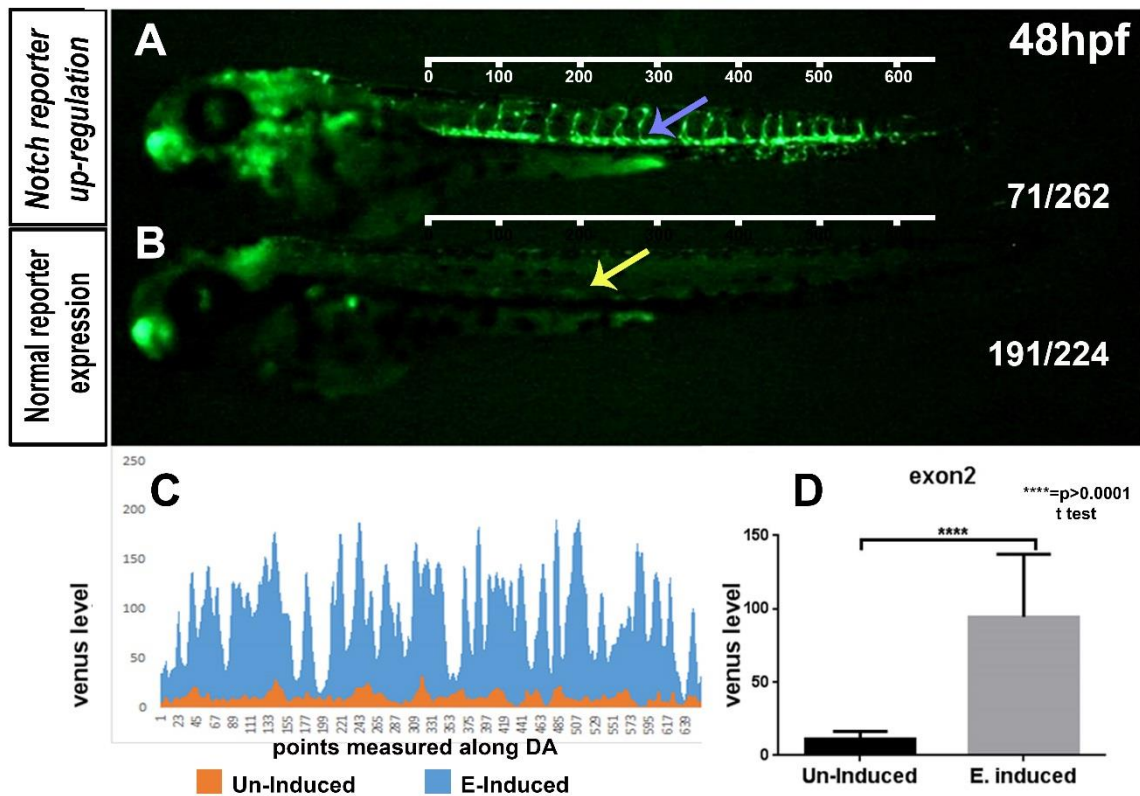 Notch reporter
up-regulation
A
48hpf
0 100 200 300 400 500 600
71/262
Normal reporter
expression
B
191/224
C
250
200
150
100
50
0
venus level
1 23 45 67 89 111 133 155 177 199 221 243 265 287 309 331 353 375 397 419 441 463 485 507 529 551 573 595 617 639
points measured along DA
Un-Induced
E-Induced
D
exon2
****=p>0.0001
t test
****
150
100
50
0
venus level
Un-Induced
E. induced